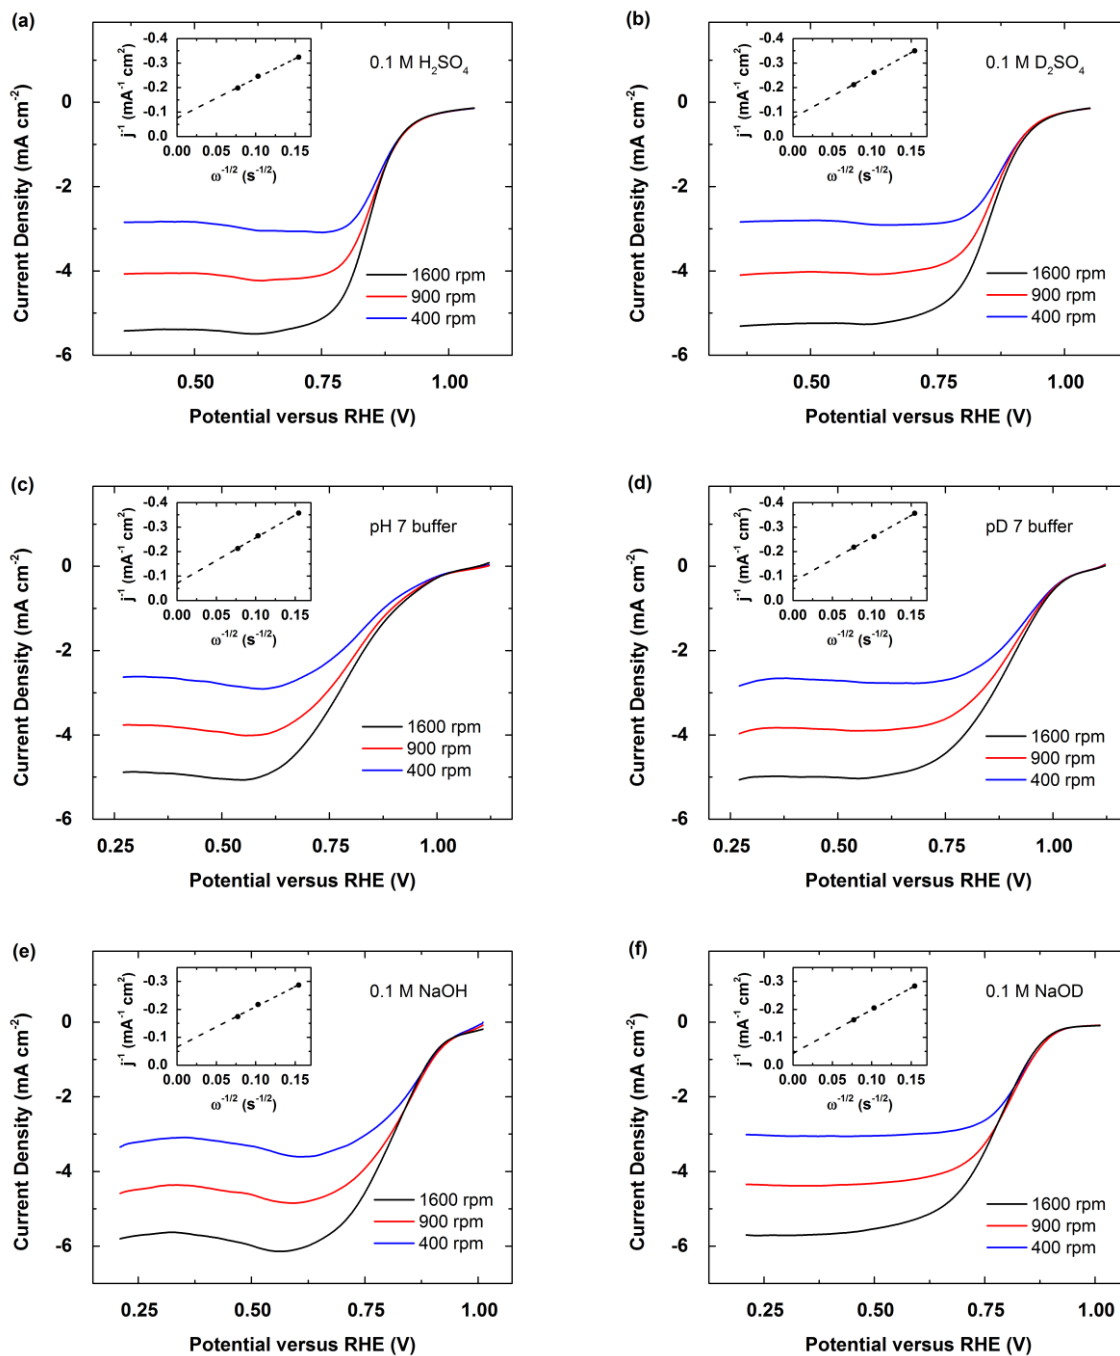 (a)
0.1 M H2SO4
j-1 (mA-1 cm2)
-0.4
-0.3
-0.2
-0.1
0.0
0.00 0.05 0.10 0.15
ω-1/2 (s-1/2)
Current Density (mA cm-2)
0
-2
-4
-6
1600 rpm
900 rpm
400 rpm
0.50 0.75 1.00
Potential versus RHE (V)
(b)
0.1 M D2SO4
j-1 (mA-1 cm2)
-0.4
-0.3
-0.2
-0.1
0.0
0.00 0.05 0.10 0.15
ω-1/2 (s-1/2)
Current Density (mA cm-2)
0
-2
-4
-6
1600 rpm
900 rpm
400 rpm
0.50 0.75 1.00
Potential versus RHE (V)
(c)
pH 7 buffer
j-1 (mA-1 cm2)
-0.4
-0.3
-0.2
-0.1
0.0
0.00 0.05 0.10 0.15
ω-1/2 (s-1/2)
Current Density (mA cm-2)
0
-2
-4
-6
1600 rpm
900 rpm
400 rpm
0.25 0.50 0.75 1.00
Potential versus RHE (V)
(d)
pD 7 buffer
j-1 (mA-1 cm2)
-0.4
-0.3
-0.2
-0.1
0.0
0.00 0.05 0.10 0.15
ω-1/2 (s-1/2)
Current Density (mA cm-2)
0
-2
-4
-6
1600 rpm
900 rpm
400 rpm
0.25 0.50 0.75 1.00
Potential versus RHE (V)
(e)
0.1 M NaOH
j-1 (mA-1 cm2)
-0.3
-0.2
-0.1
0.0
0.00 0.05 0.10 0.15
ω-1/2 (s-1/2)
Current Density (mA cm-2)
0
-2
-4
-6
1600 rpm
900 rpm
400 rpm
0.25 0.50 0.75 1.00
Potential versus RHE (V)
(f)
0.1 M NaOD
j-1 (mA-1 cm2)
-0.3
-0.2
-0.1
0.0
0.00 0.05 0.10 0.15
ω-1/2 (s-1/2)
Current Density (mA cm-2)
0
-2
-4
-6
1600 rpm
900 rpm
400 rpm
0.25 0.50 0.75 1.00
Potential versus RHE (V)